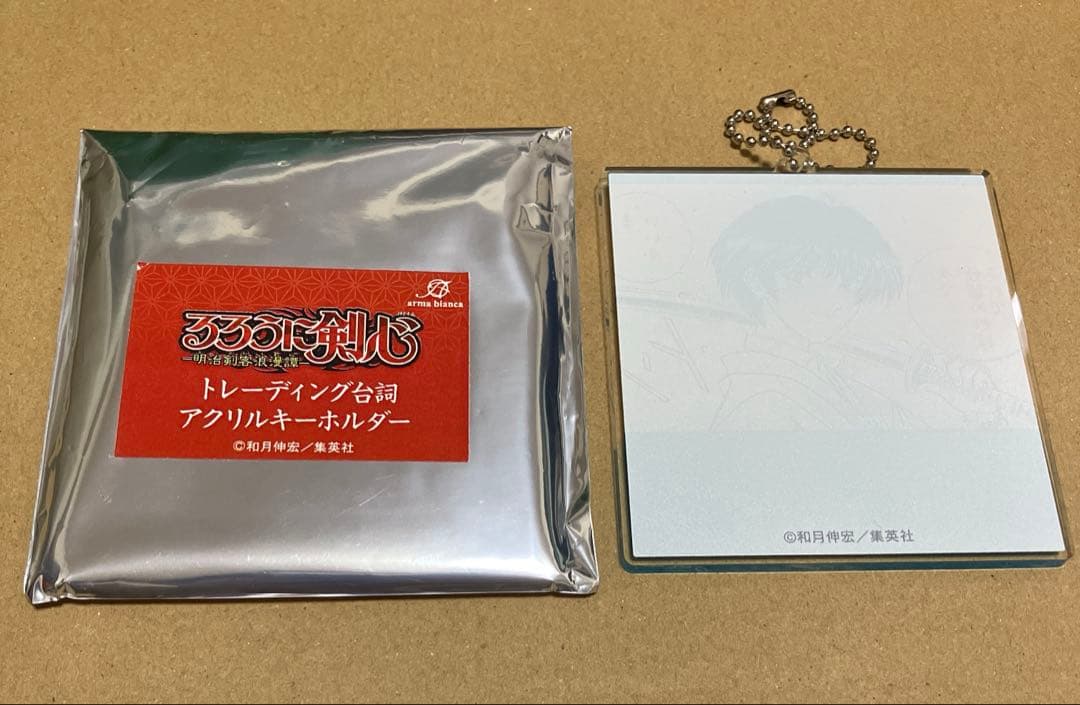 arma bianca
るろうに剣心
―明治剣客浪漫譚―
トレーディング台詞
アクリルキーホルダー
©和月伸宏／集英社
©和月伸宏／集英社